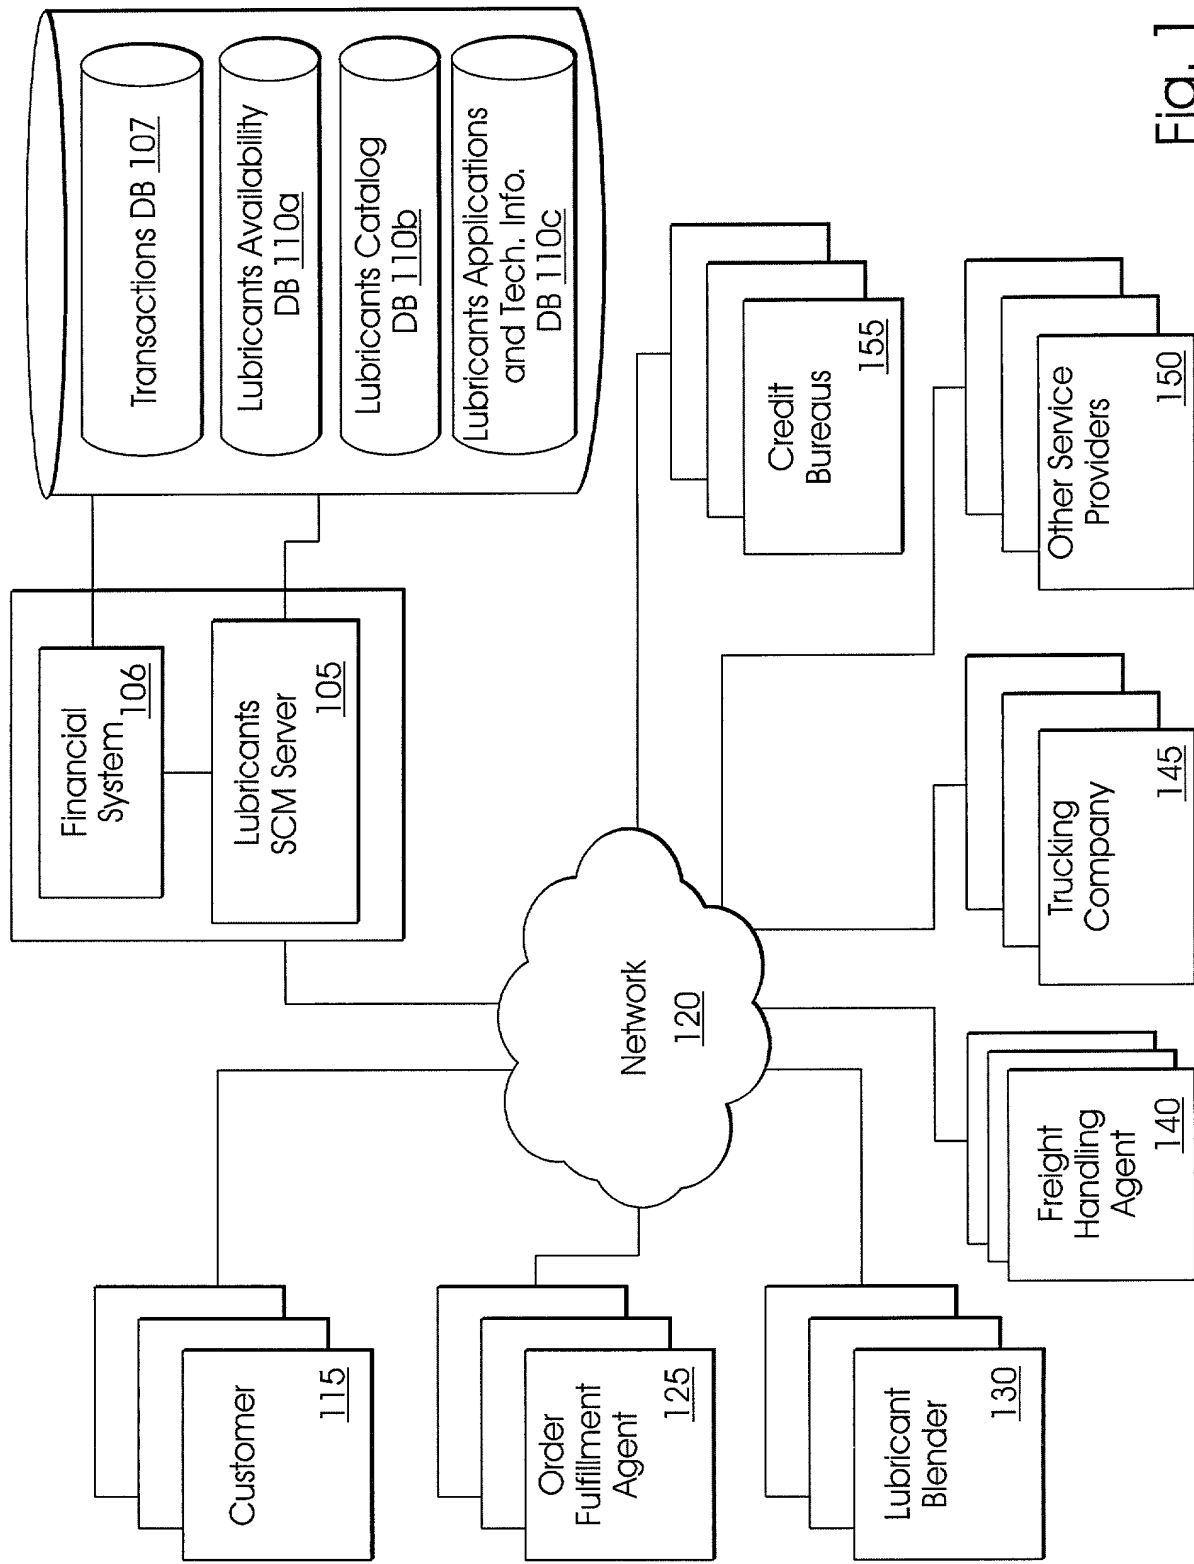 Customer
115
Order
Fulfillment
Agent
125
Lubricant
Blender
130
Financial
System
106
Lubricants
SCM Server
105
Network
120
Freight
Handling
Agent
140
Transactions DB 107
Lubricants Availability
DB 110a
Lubricants Catalog
DB 110b
Lubricants Applications
and Tech. Info.
DB 110c
Trucking
Company
145
Credit
Bureaus
155
Other Service
Providers
150
Fig. 1